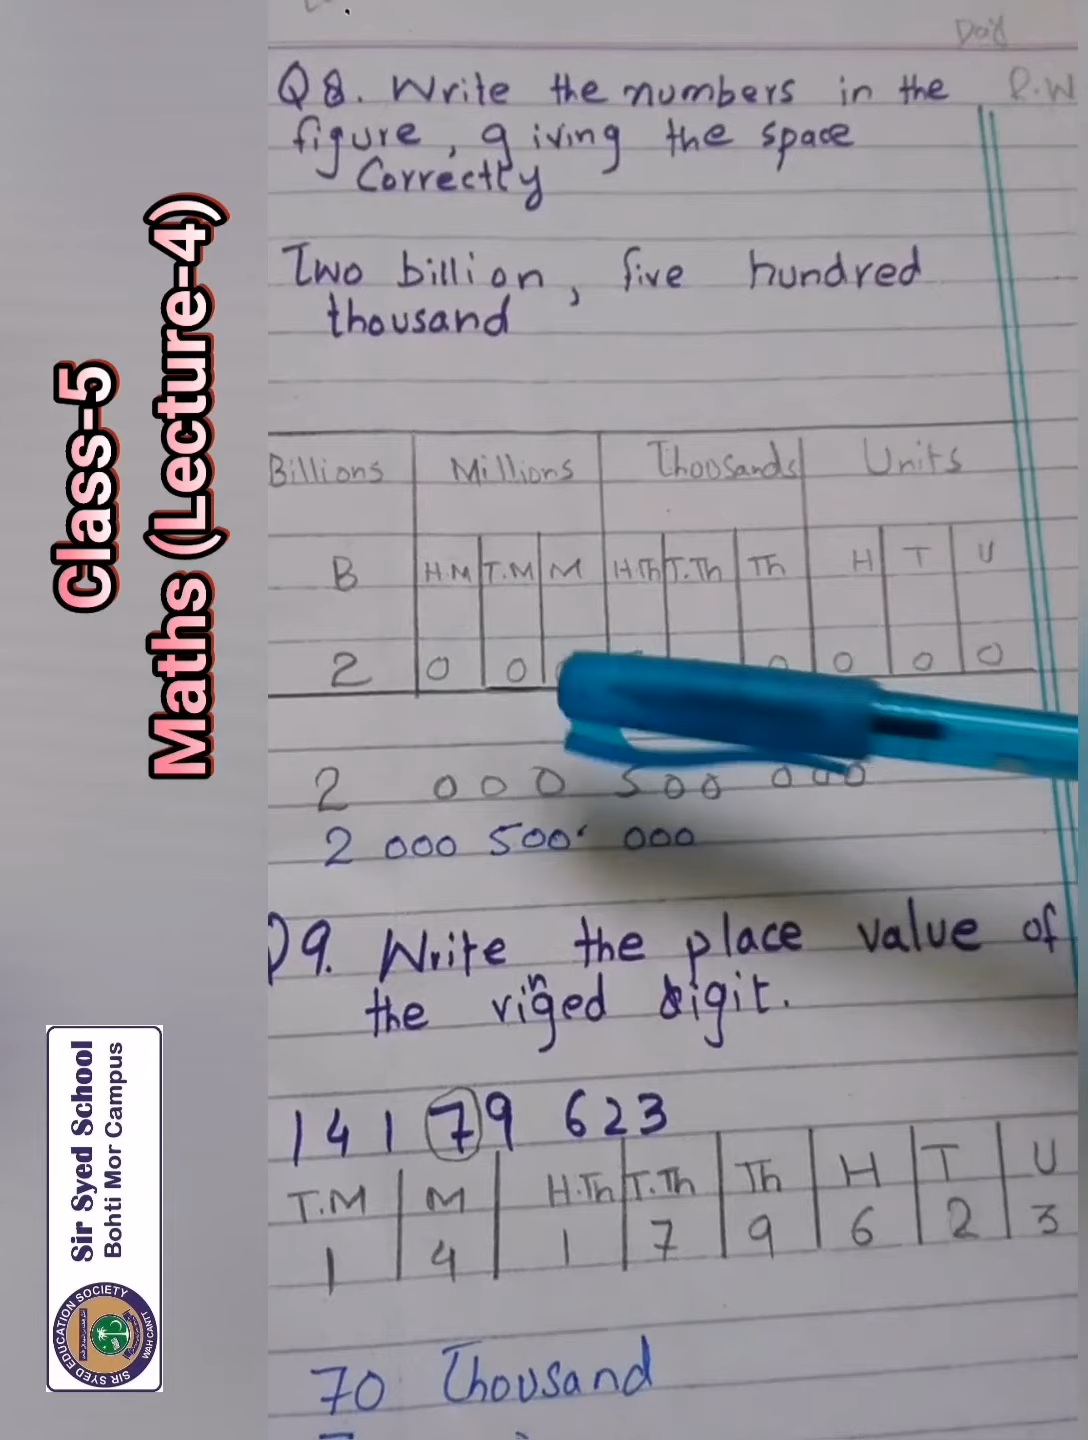 Class-5
Maths (Lecture-4)
Sir Syed School
Bohti Mor Campus
SIR SYED EDUCATION SOCIETY
WAH CANTT
Day
R.W
Q8. Write the numbers in the
figure, giving the space
Correctly
Two billion, five hundred
thousand
Billions Millions Thoosands Units
B H.M T.M M H.Th T.Th Th H T U
2 0 0 0 0 0 0
2 000 500 000
2 000 500 000
Q9. Write the place value of
the ringed digit.
141 79 623
T.M M H.Th T.Th Th H T U
1 4 1 7 9 6 2 3
70 Thousand